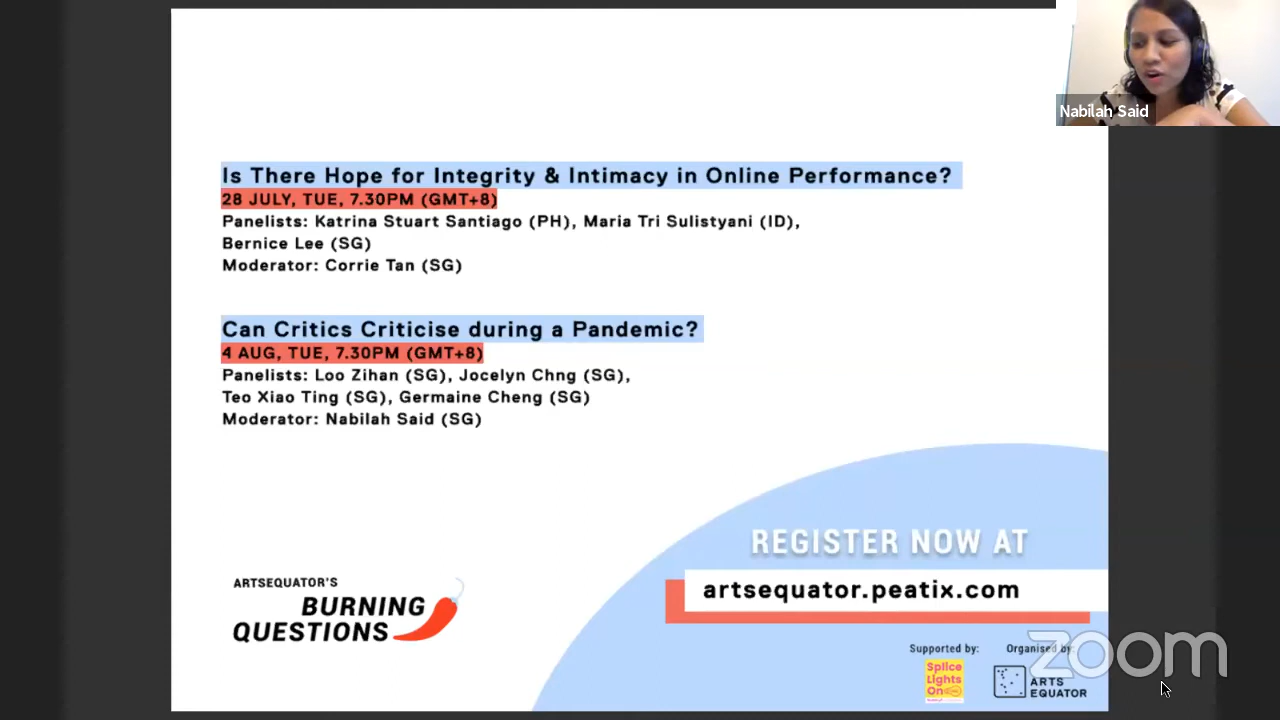 Nabilah Said
Is There Hope for Integrity & Intimacy in Online Performance?
28 JULY, TUE, 7.30PM (GMT+8)
Panelists: Katrina Stuart Santiago (PH), Maria Tri Sulistyani (ID),
Bernice Lee (SG)
Moderator: Corrie Tan (SG)
Can Critics Criticise during a Pandemic?
4 AUG, TUE, 7.30PM (GMT+8)
Panelists: Loo Zihan (SG), Jocelyn Chng (SG),
Teo Xiao Ting (SG), Germaine Cheng (SG)
Moderator: Nabilah Said (SG)
REGISTER NOW AT
artsequator.peatix.com
ARTSEQUATOR'S
BURNING
QUESTIONS
Supported by:
Splice
Lights
On
Organised by:
ARTS
EQUATOR
zoom